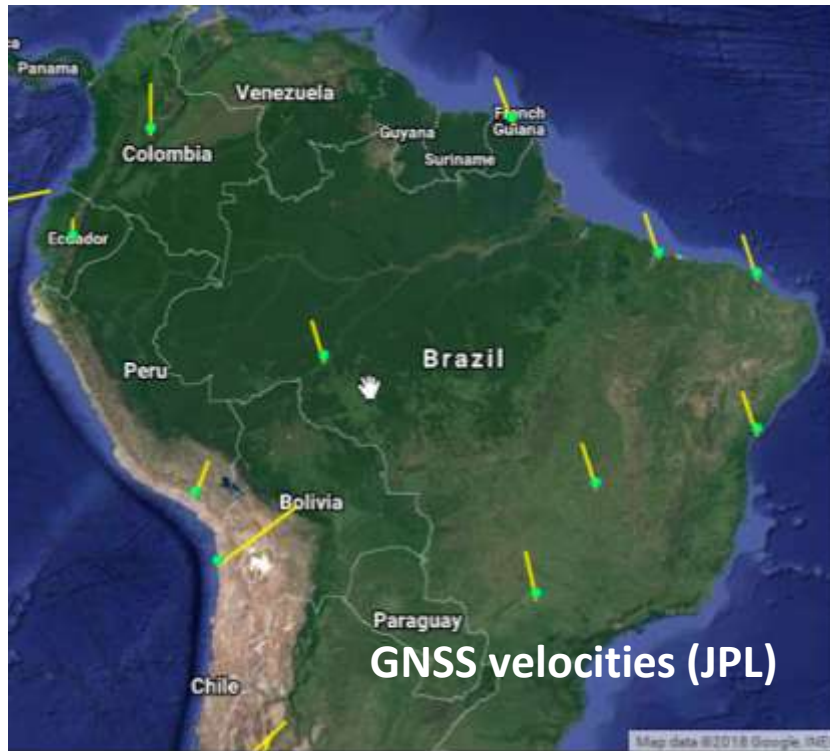 Panama
Venezuela
French
Guiana
Guyana
Suriname
Colombia
Ecuador
Peru
Brazil
Bolivia
Paraguay
GNSS velocities (JPL)
Chile
Map data ©2018 Google, INE